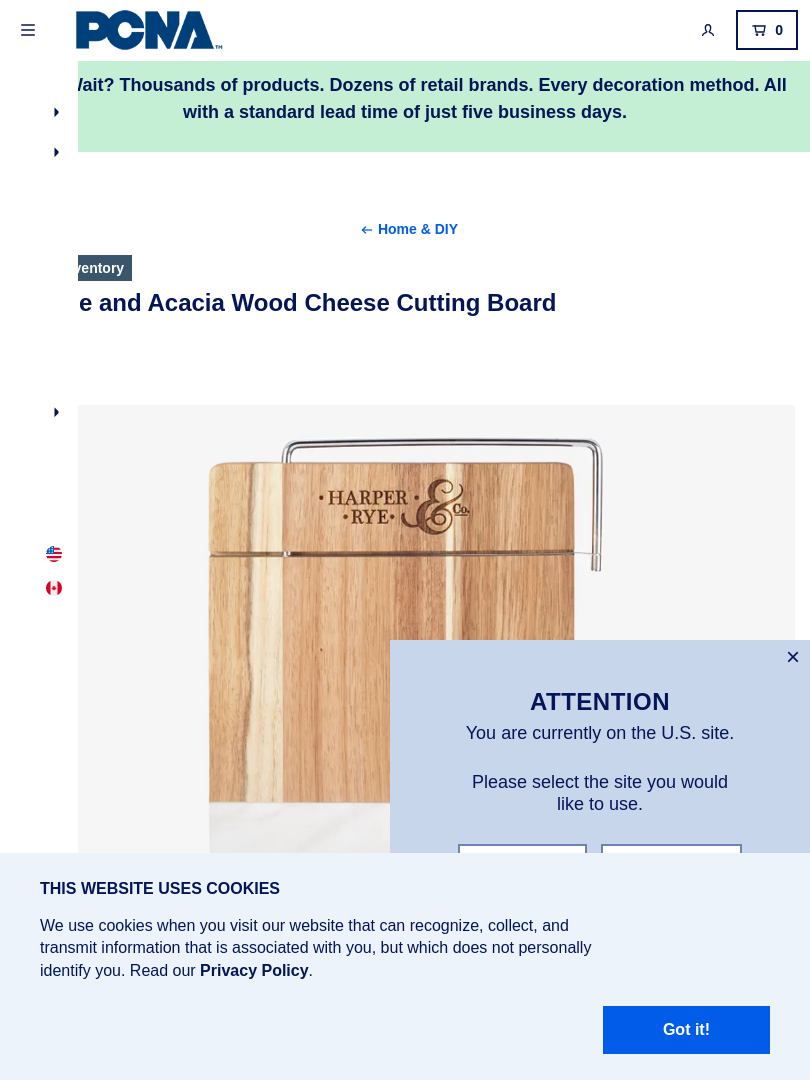 PCNA™
0
Thousands of products. Dozens of retail brands. Every decoration method. All
with a standard lead time of just five business days.
← Home & DIY
and Acacia Wood Cheese Cutting Board
·HARPER·
·RYE·
& Co.
×
ATTENTION
You are currently on the U.S. site.
Please select the site you would
like to use.
THIS WEBSITE USES COOKIES
We use cookies when you visit our website that can recognize, collect, and
transmit information that is associated with you, but which does not personally
identify you. Read our Privacy Policy.
Got it!